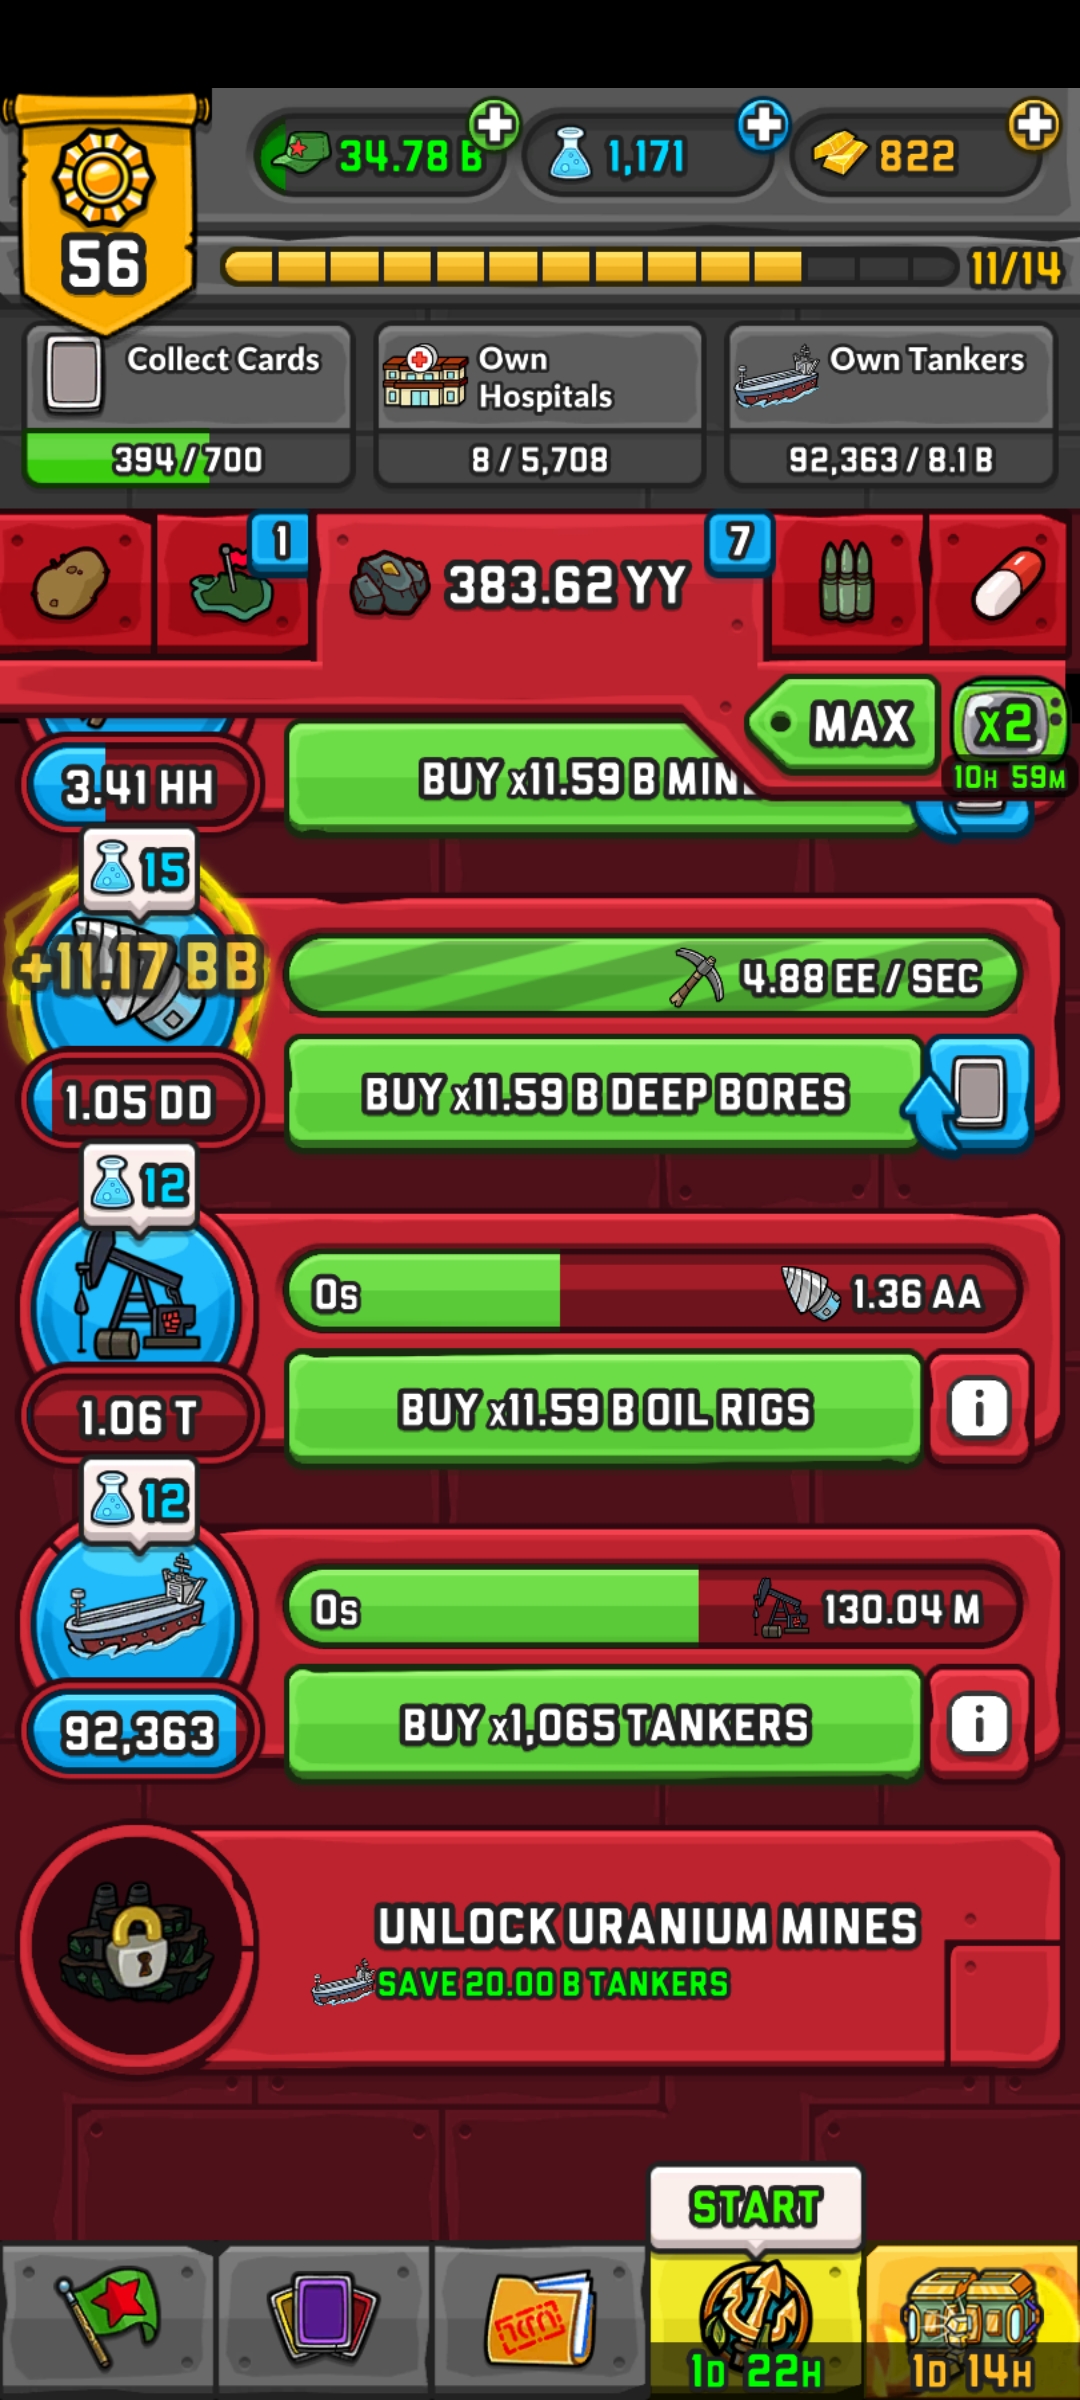 56
34.78 B
1,171
822
11/14
Collect Cards
394/700
Own
Hospitals
8/5,708
Own Tankers
92,363/8.1 B
1
383.62 YY
7
MAX
x2
10H 59M
3.41 HH
BUY x11.59 B MIN
15
+11.17 BB
4.88 EE/SEC
1.05 DD
BUY x11.59 B DEEP BORES
12
0s
1.36 AA
1.06 T
BUY x11.59 B OIL RIGS
i
12
0s
130.04 M
92,363
BUY x1,065 TANKERS
i
UNLOCK URANIUM MINES
SAVE 20.00 B TANKERS
START
1D 22H
1D 14H